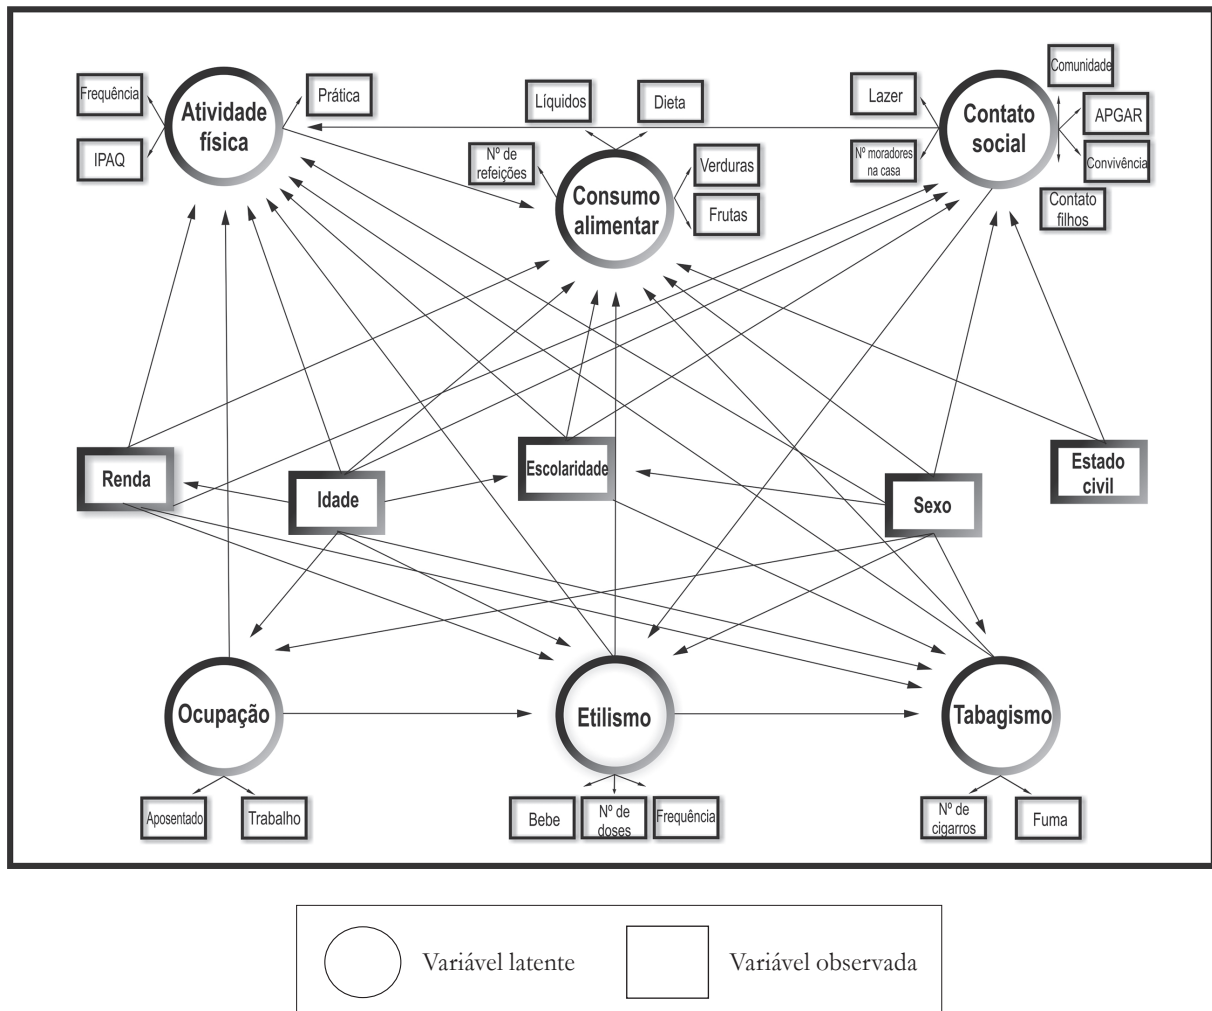 Frequência
IPAQ
Atividade
física
Prática
Líquidos
Dieta
Nº de
refeições
Consumo
alimentar
Verduras
Frutas
Lazer
Nº moradores
na casa
Contato
social
Comunidade
APGAR
Convivência
Contato
filhos
Renda
Idade
Escolaridade
Sexo
Estado
civil
Ocupação
Etilismo
Tabagismo
Aposentado
Trabalho
Bebe
Nº de
doses
Frequência
Nº de
cigarros
Fuma
Variável latente
Variável observada